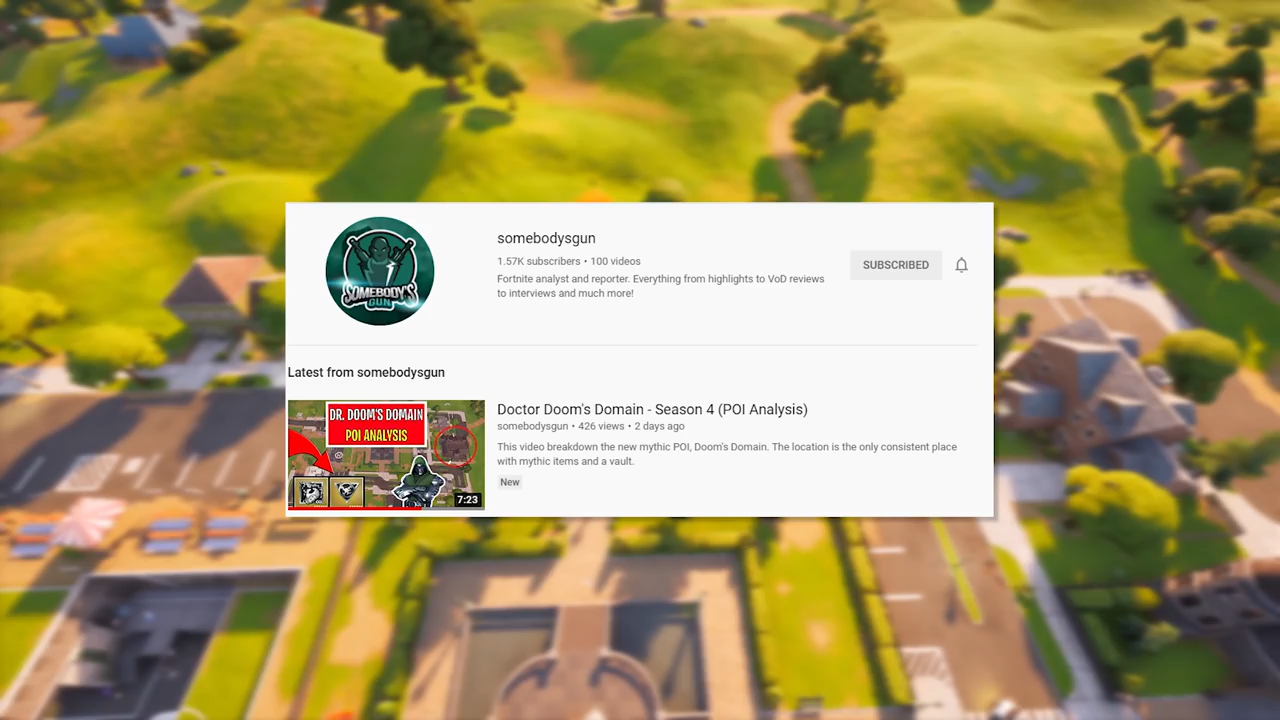 somebodysgun
1.57K subscribers • 100 videos
SUBSCRIBED
Fortnite analyst and reporter. Everything from highlights to VoD reviews
to interviews and much more!
SOMEBODY'S
GUN
Latest from somebodysgun
DR. DOOM'S DOMAIN
POI ANALYSIS
7:23
Doctor Doom's Domain - Season 4 (POI Analysis)
somebodysgun • 426 views • 2 days ago
This video breakdown the new mythic POI, Doom's Domain. The location is the only consistent place
with mythic items and a vault.
New